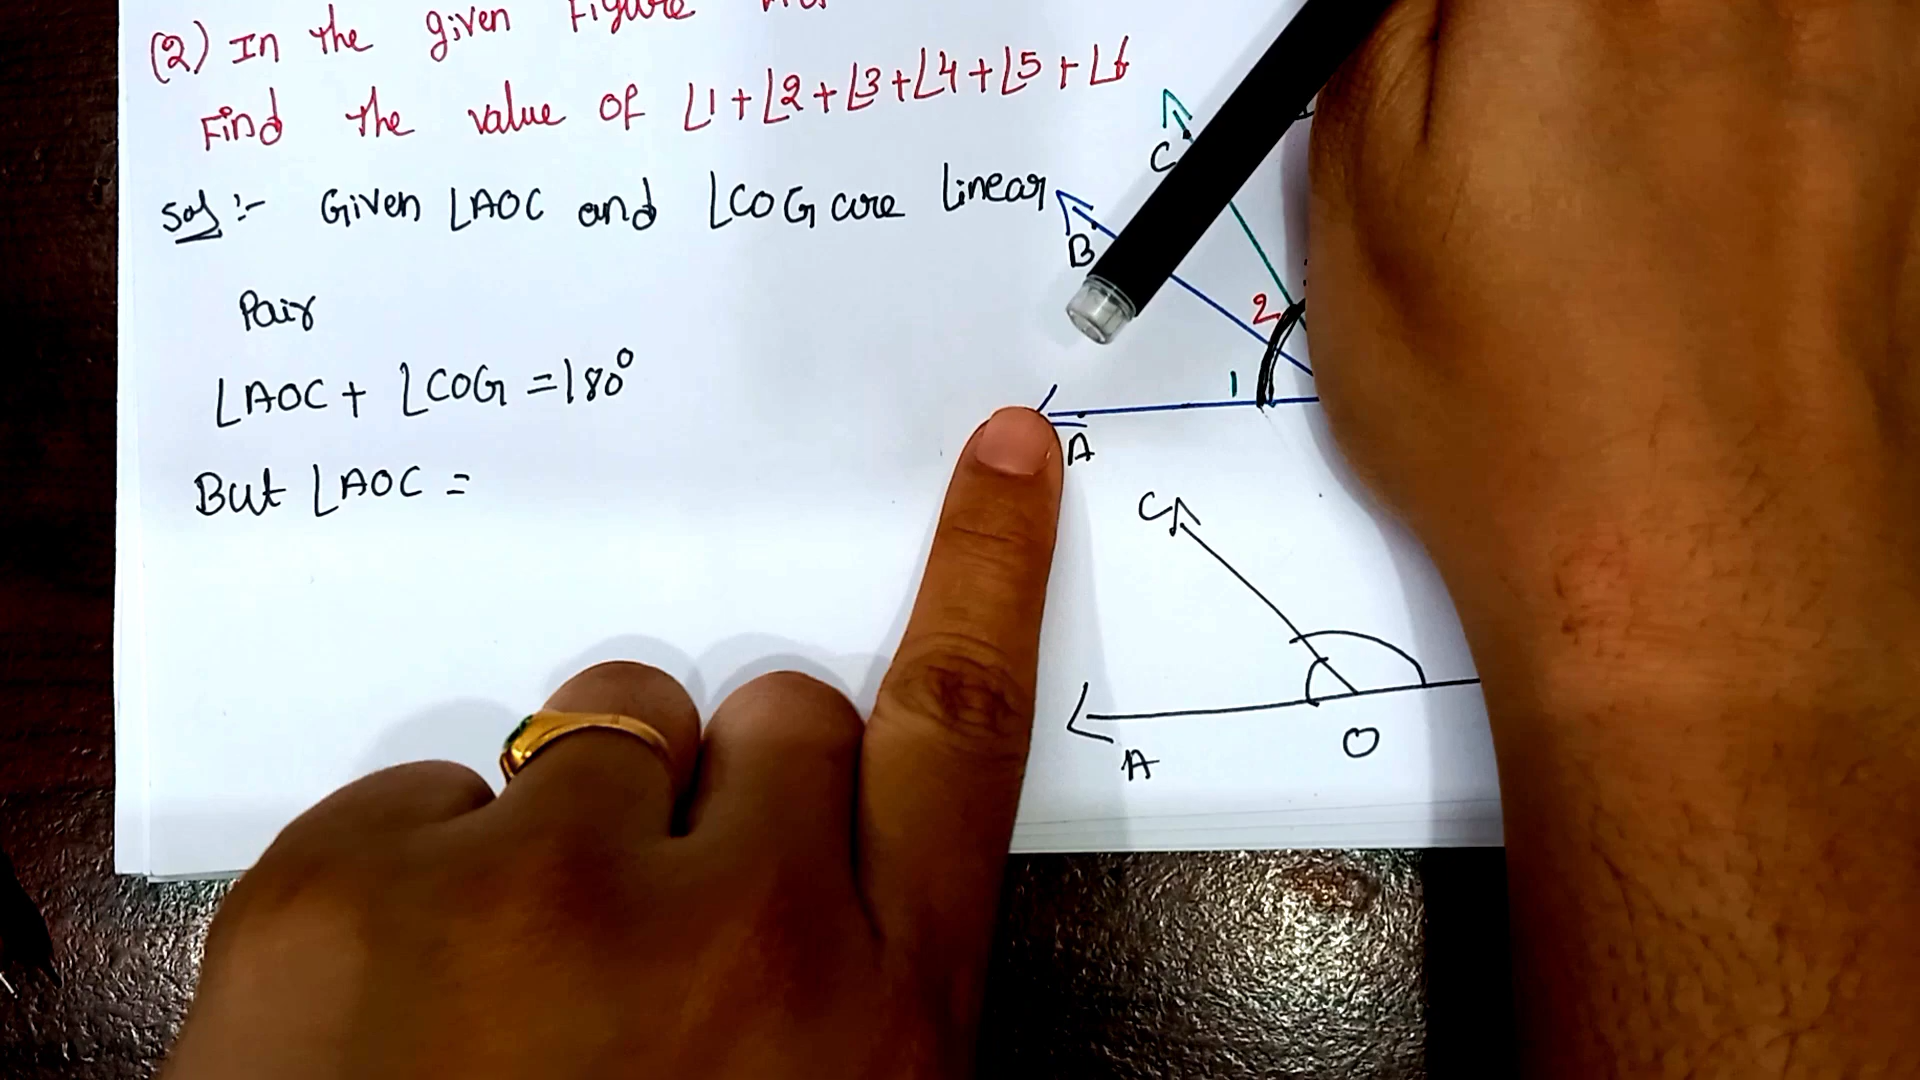 (2) In the given Figure
Find the value of ∠1+∠2+∠3+∠4+∠5+∠6
Sol :- Given ∠AOC and ∠COG are Linear
Pair
∠AOC + ∠COG = 180°
But ∠AOC =
C
B
2
1
A
C
A
O